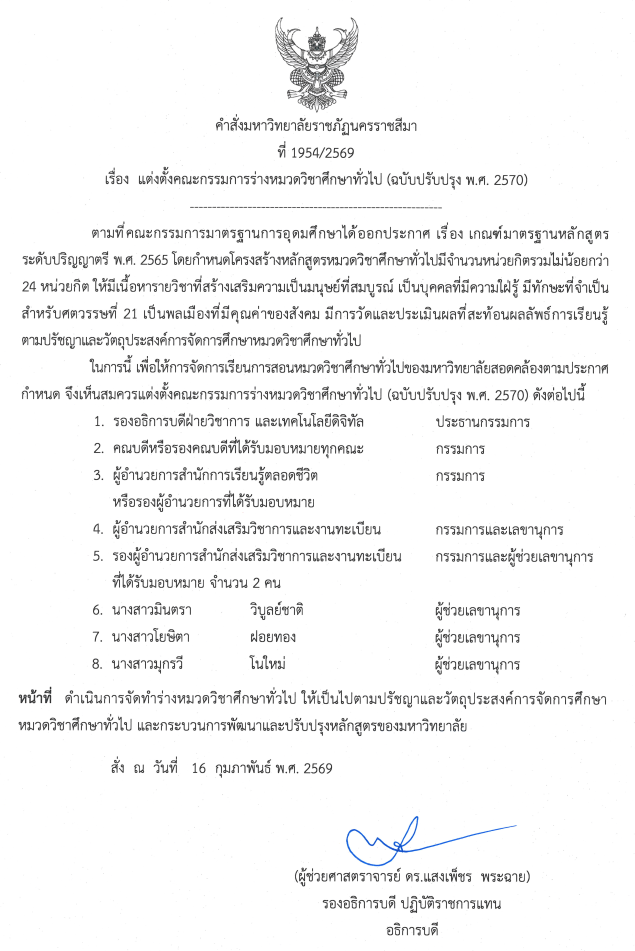 คำสั่งมหาวิทยาลัยราชภัฏนครราชสีมา
ที่ 1954/2569
เรื่อง แต่งตั้งคณะกรรมการร่างหมวดวิชาศึกษาทั่วไป (ฉบับปรับปรุง พ.ศ. 2570)
ตามที่คณะกรรมการมาตรฐานการอุดมศึกษาได้ออกประกาศ เรื่อง เกณฑ์มาตรฐานหลักสูตร
ระดับปริญญาตรี พ.ศ. 2565 โดยกำหนดโครงสร้างหลักสูตรหมวดวิชาศึกษาทั่วไปมีจำนวนหน่วยกิตรวมไม่น้อยกว่า
24 หน่วยกิต ให้มีเนื้อหารายวิชาที่สร้างเสริมความเป็นมนุษย์ที่สมบูรณ์ เป็นบุคคลที่มีความใฝ่รู้ มีทักษะที่จำเป็น
สำหรับศตวรรษที่ 21 เป็นพลเมืองที่มีคุณค่าของสังคม มีการวัดและประเมินผลที่สะท้อนผลลัพธ์การเรียนรู้
ตามปรัชญาและวัตถุประสงค์การจัดการศึกษาหมวดวิชาศึกษาทั่วไป
ในการนี้ เพื่อให้การจัดการเรียนการสอนหมวดวิชาศึกษาทั่วไปของมหาวิทยาลัยสอดคล้องตามประกาศ
กำหนด จึงเห็นสมควรแต่งตั้งคณะกรรมการร่างหมวดวิชาศึกษาทั่วไป (ฉบับปรับปรุง พ.ศ. 2570) ดังต่อไปนี้
1. รองอธิการบดีฝ่ายวิชาการ และเทคโนโลยีดิจิทัล ประธานกรรมการ
2. คณบดีหรือรองคณบดีที่ได้รับมอบหมายทุกคณะ กรรมการ
3. ผู้อำนวยการสำนักการเรียนรู้ตลอดชีวิต กรรมการ
หรือรองผู้อำนวยการที่ได้รับมอบหมาย
4. ผู้อำนวยการสำนักส่งเสริมวิชาการและงานทะเบียน กรรมการและเลขานุการ
5. รองผู้อำนวยการสำนักส่งเสริมวิชาการและงานทะเบียน กรรมการและผู้ช่วยเลขานุการ
ที่ได้รับมอบหมาย จำนวน 2 คน
6. นางสาวมินตรา วิบูลย์ชาติ ผู้ช่วยเลขานุการ
7. นางสาวโยษิตา ฝอยทอง ผู้ช่วยเลขานุการ
8. นางสาวมุกรวี โนใหม่ ผู้ช่วยเลขานุการ
หน้าที่ ดำเนินการจัดทำร่างหมวดวิชาศึกษาทั่วไป ให้เป็นไปตามปรัชญาและวัตถุประสงค์การจัดการศึกษา
หมวดวิชาศึกษาทั่วไป และกระบวนการพัฒนาและปรับปรุงหลักสูตรของมหาวิทยาลัย
สั่ง ณ วันที่ 16 กุมภาพันธ์ พ.ศ. 2569
(ผู้ช่วยศาสตราจารย์ ดร.แสงเพ็ชร พระฉาย)
รองอธิการบดี ปฏิบัติราชการแทน
อธิการบดี